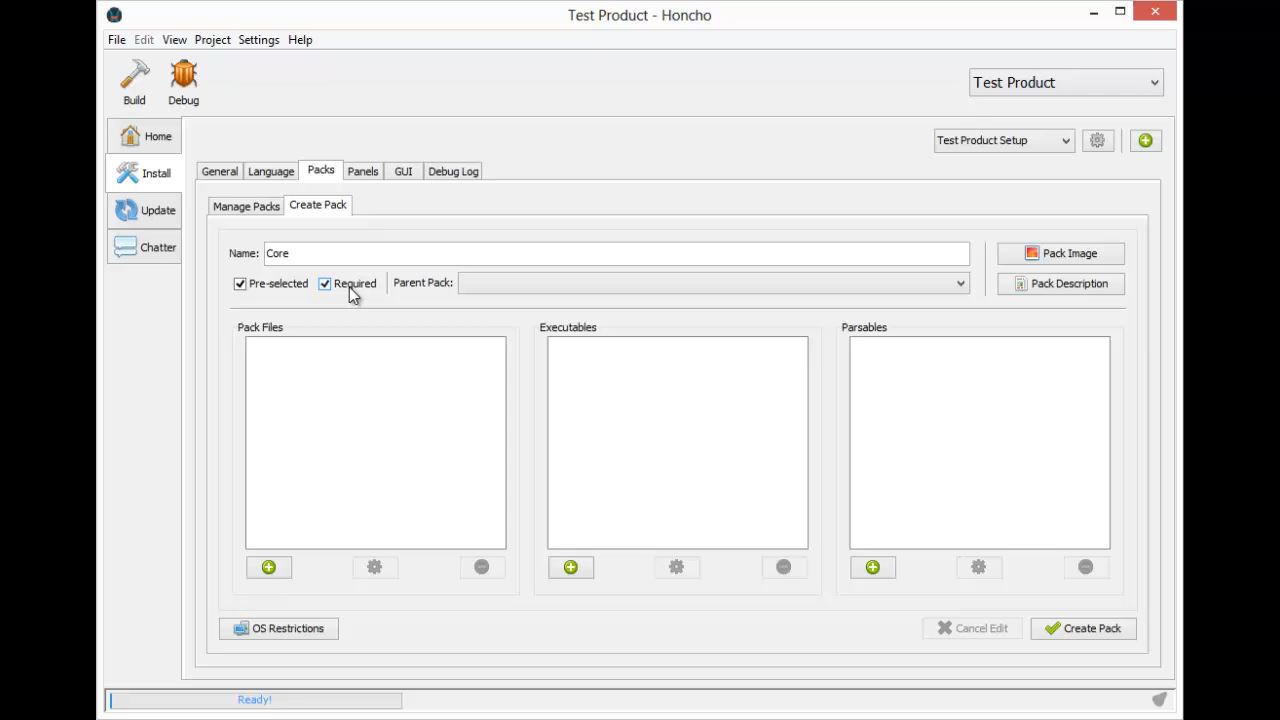 Test Product - Honcho
File Edit View Project Settings Help
Build Debug
Test Product
Home
Install
Update
Chatter
Test Product Setup
General Language Packs Panels GUI Debug Log
Manage Packs Create Pack
Name: Core
Pack Image
Pre-selected Required Parent Pack:
Pack Description
Pack Files Executables Parsables
OS Restrictions
Cancel Edit Create Pack
Ready!